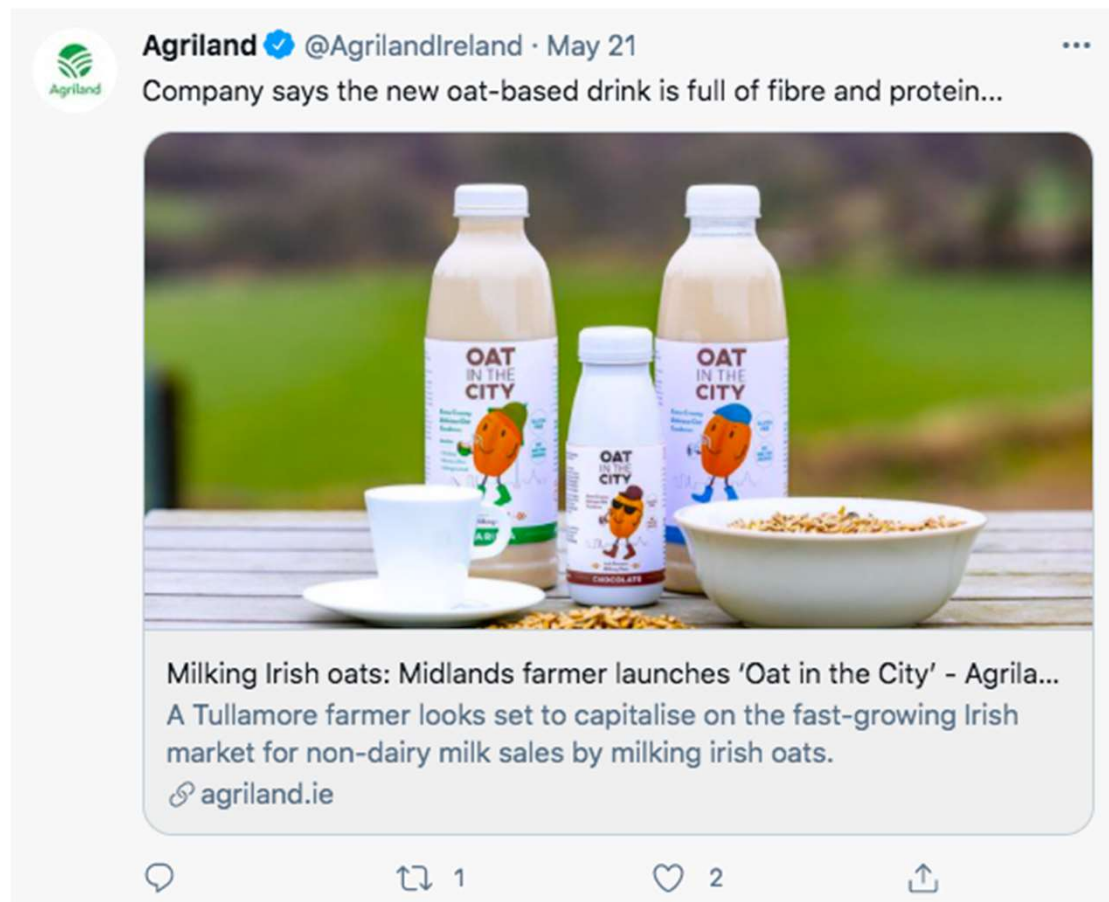 Agriland @AgrilandIreland · May 21
Agriland
Company says the new oat-based drink is full of fibre and protein...
OAT
IN THE
CITY
OAT
IN THE
CITY
OAT
IN THE
CITY
CHOCOLATE
Milking Irish oats: Midlands farmer launches ‘Oat in the City’ - Agrila...
A Tullamore farmer looks set to capitalise on the fast-growing Irish
market for non-dairy milk sales by milking irish oats.
agriland.ie
1
2